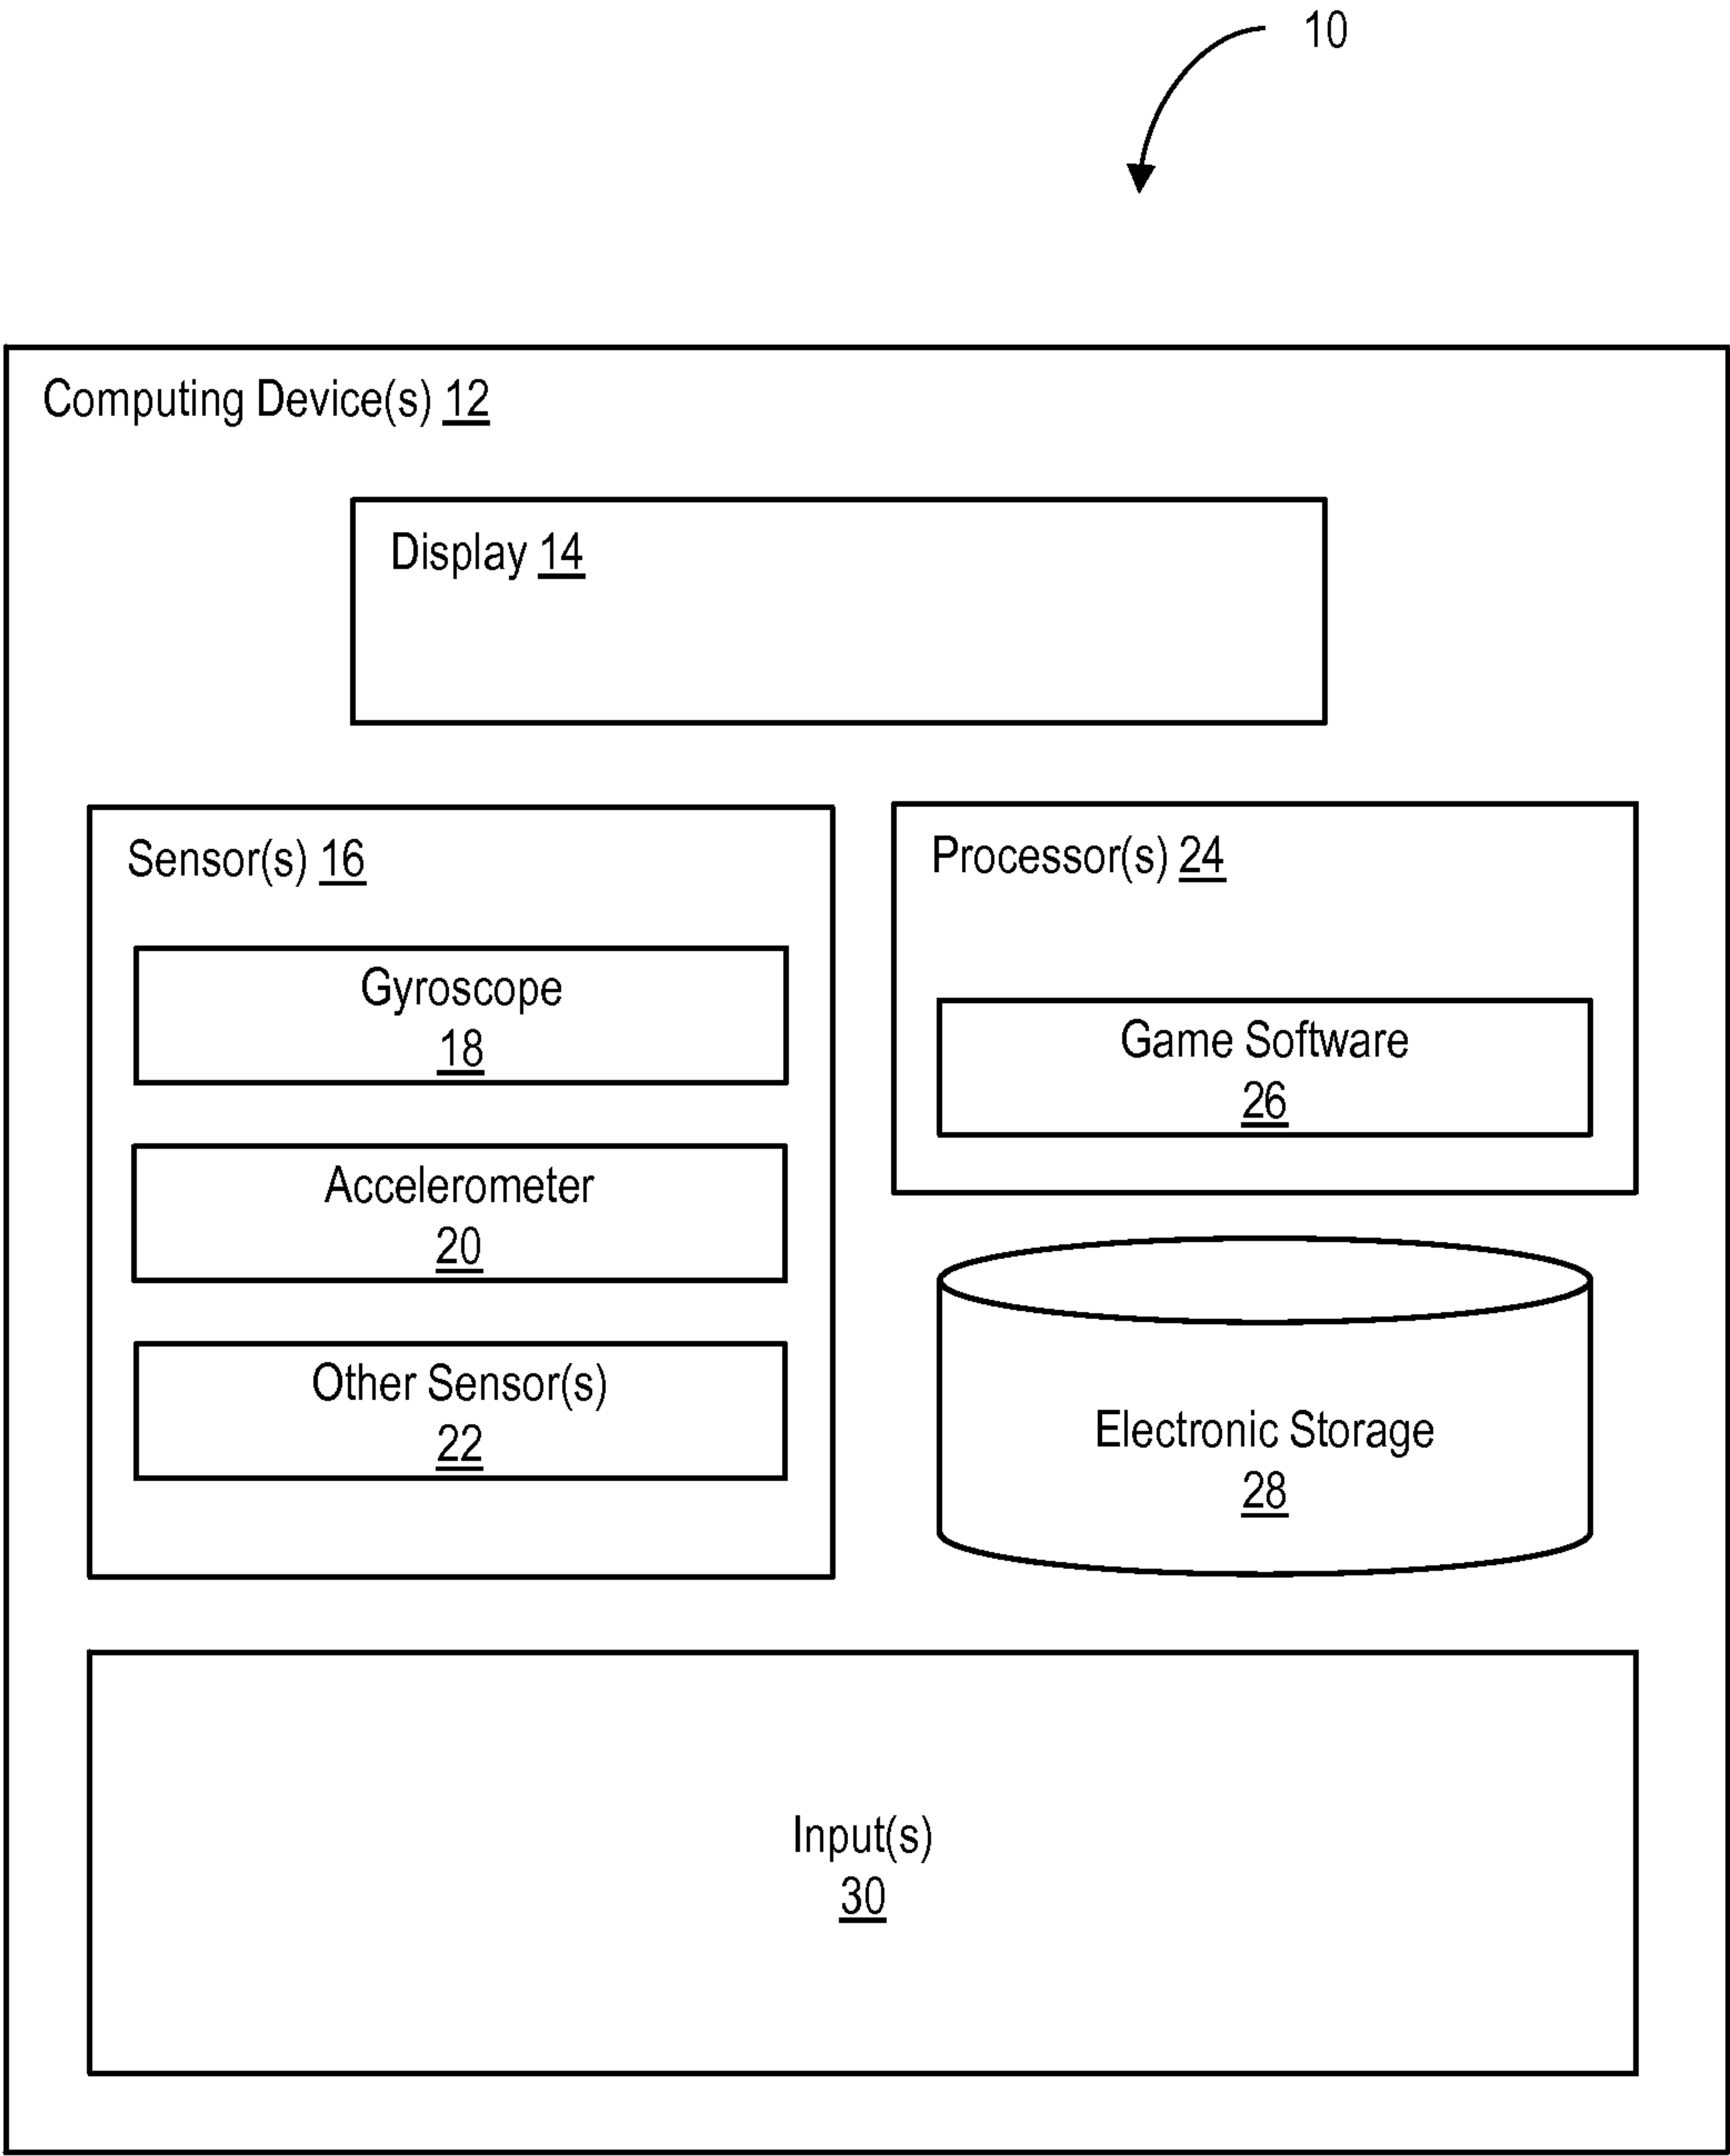 10
Computing Device(s) 12
Display 14
Sensor(s) 16
Gyroscope
18
Accelerometer
20
Other Sensor(s)
22
Processor(s) 24
Game Software
26
Electronic Storage
28
Input(s)
30